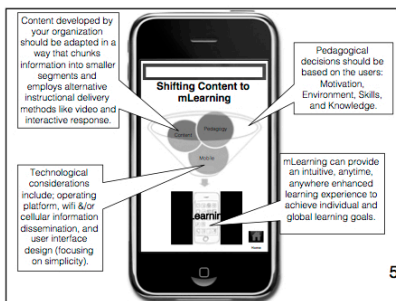 Content developed by
your organization
should be adapted in a
way that chunks
information into smaller
segments and
employs alternative
instructional delivery
methods like video and
interactive response.
Pedagogical
decisions should be
based on the users:
Motivation,
Environment, Skills,
and Knowledge.
Shifting Content to
mLearning
Content
Pedagogy
Mobile
Technological
considerations
include; operating
platform, wifi &/or
cellular information
dissemination, and
user interface
design (focusing
on simplicity).
mLearning can provide
an intuitive, anytime,
anywhere enhanced
learning experience to
achieve individual and
global learning goals.
Learnin
Home
5